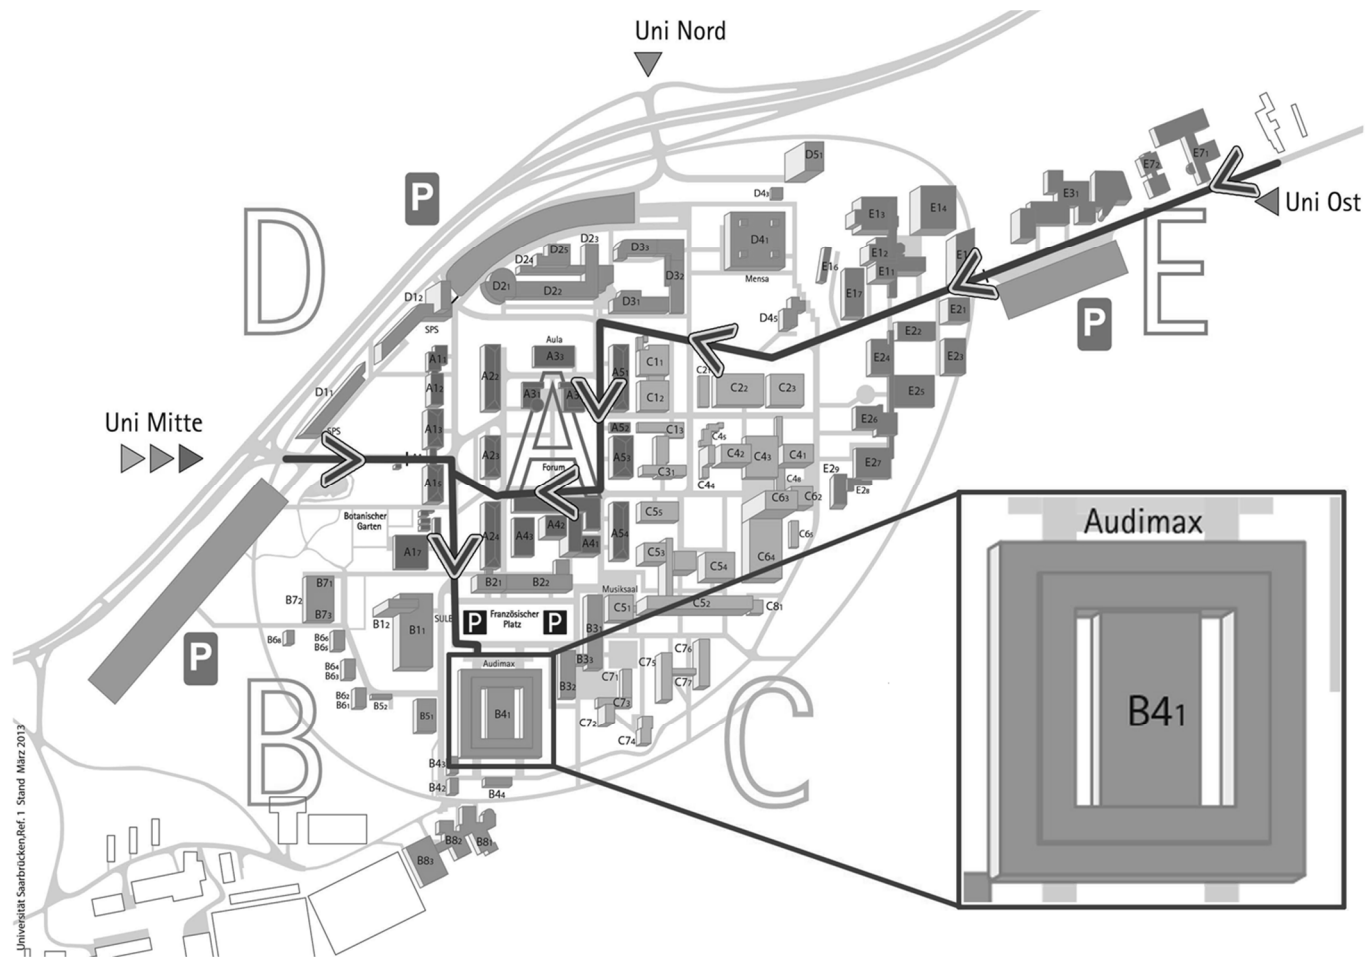 Uni Nord
Uni Ost
Uni Mitte
D
E
A
B
C
P
P
P
P
P
D51
D43
D41
Mensa
D45
E72
E71
E31
E14
E13
E12
E11
E16
E17
E21
E22
E23
E24
E25
E26
E27
E28
E29
D23
D25
D24
D21
D22
D33
D32
D31
D12
SPS
D11
SPS
Aula
A33
A31
A11
A12
A13
A15
A17
A22
A23
A24
A51
A52
A53
A54
Forum
A42
A43
A41
C11
C12
C13
C31
C21
C22
C23
C45
C42
C43
C41
C44
C48
C63
C62
C65
C64
C55
C53
C54
C51
C52
C81
Musiksaal
Botanischer
Garten
B21
B22
Französischer
Platz
B71
B72
B73
B12
B11
SULB
B68
B66
B65
B64
B63
B62
B61
B52
B51
B31
B33
B32
C71
C73
C72
C74
C75
C76
C77
Audimax
B41
B43
B42
B44
B82
B81
B83
Audimax
B41
Universität Saarbrücken,Ref. 1 Stand März 2013